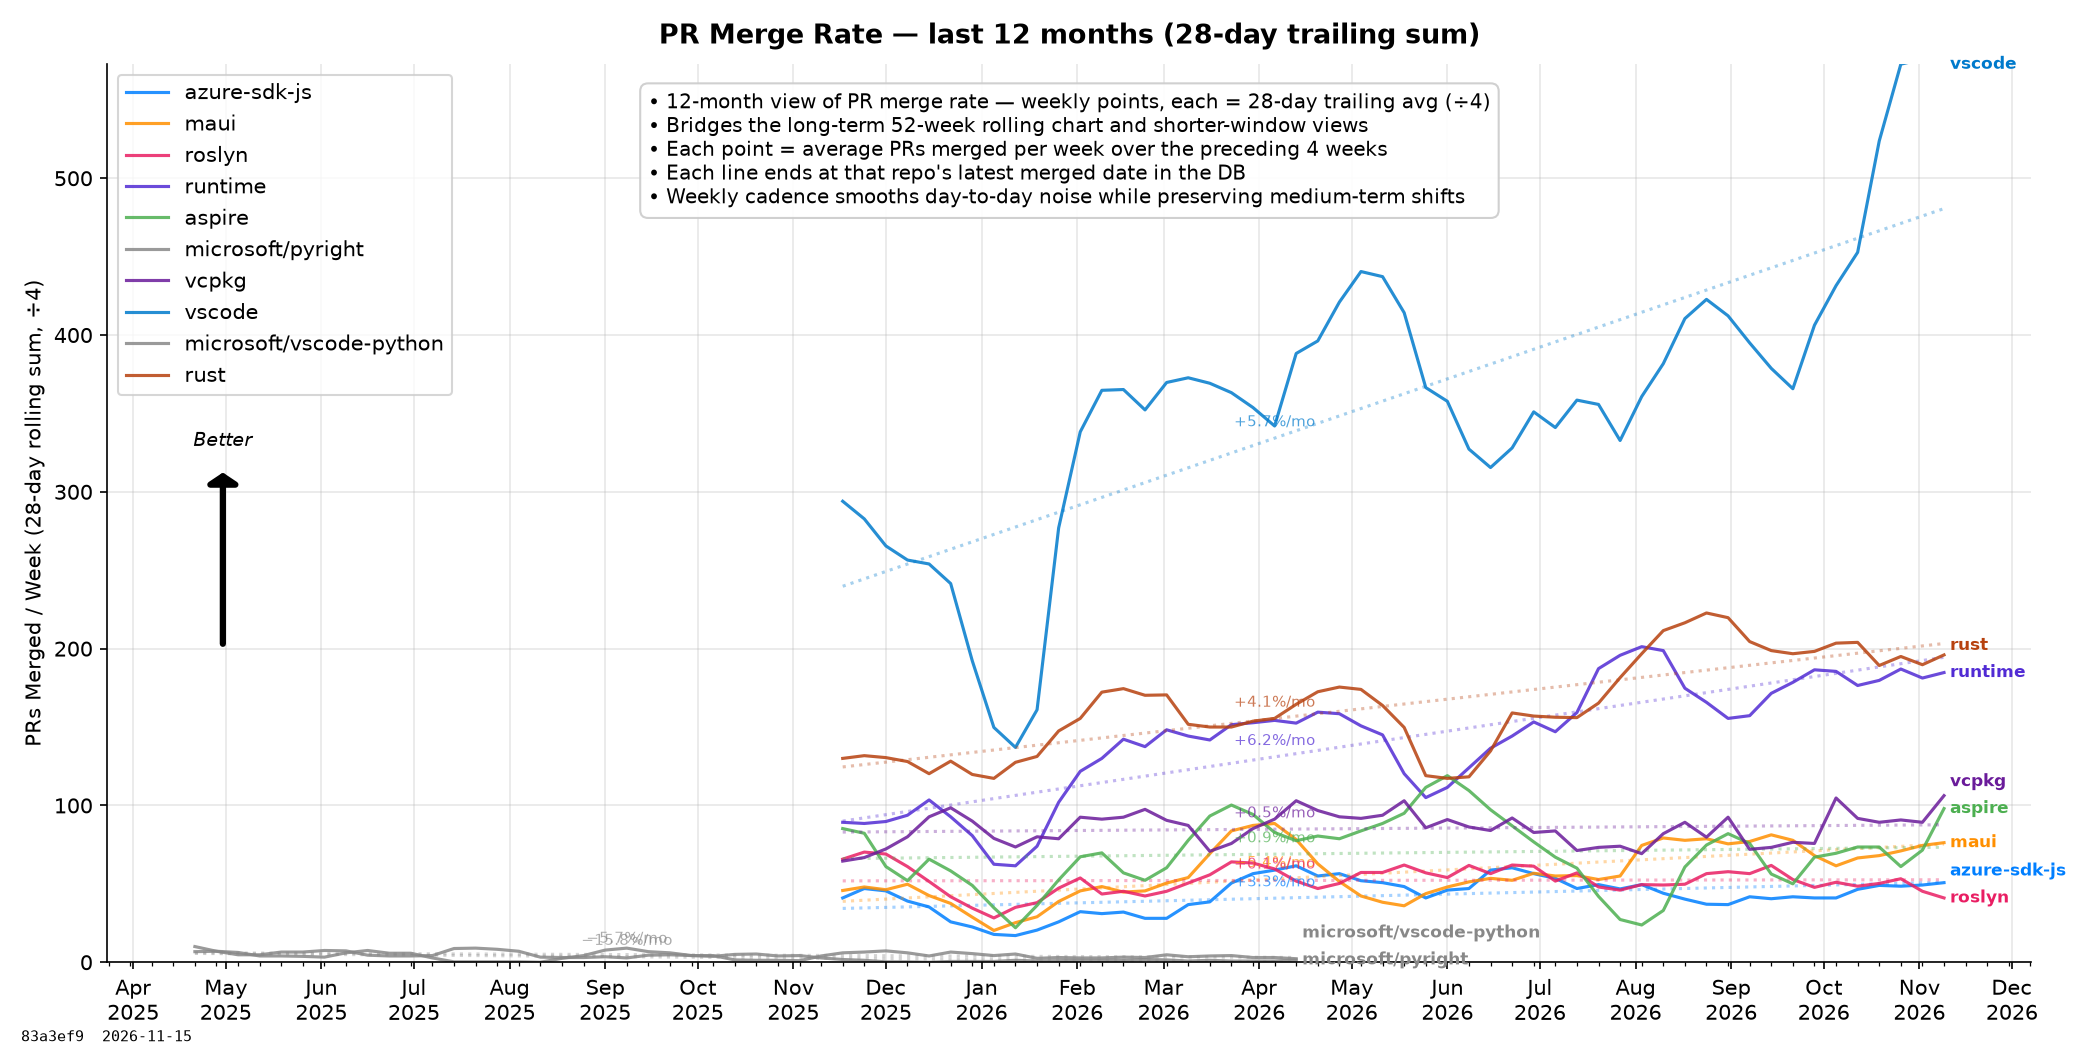 PR Merge Rate — last 12 months (28-day trailing sum)
vscode
azure-sdk-js
maui
roslyn
runtime
aspire
microsoft/pyright
vcpkg
vscode
microsoft/vscode-python
rust
• 12-month view of PR merge rate — weekly points, each = 28-day trailing avg (÷4)
• Bridges the long-term 52-week rolling chart and shorter-window views
• Each point = average PRs merged per week over the preceding 4 weeks
• Each line ends at that repo's latest merged date in the DB
• Weekly cadence smooths day-to-day noise while preserving medium-term shifts
Better
PRs Merged / Week (28-day rolling sum, ÷4)
500
400
300
200
100
0
+5.7%/mo
+4.1%/mo
+6.2%/mo
+0.5%/mo
+0.9%/mo
+3.3%/mo
−15.8%/mo
rust
runtime
vcpkg
aspire
maui
azure-sdk-js
roslyn
microsoft/vscode-python
microsoft/pyright
Apr 2025
May 2025
Jun 2025
Jul 2025
Aug 2025
Sep 2025
Oct 2025
Nov 2025
Dec 2025
Jan 2026
Feb 2026
Mar 2026
Apr 2026
May 2026
Jun 2026
Jul 2026
Aug 2026
Sep 2026
Oct 2026
Nov 2026
Dec 2026
83a3ef9 2026-11-15